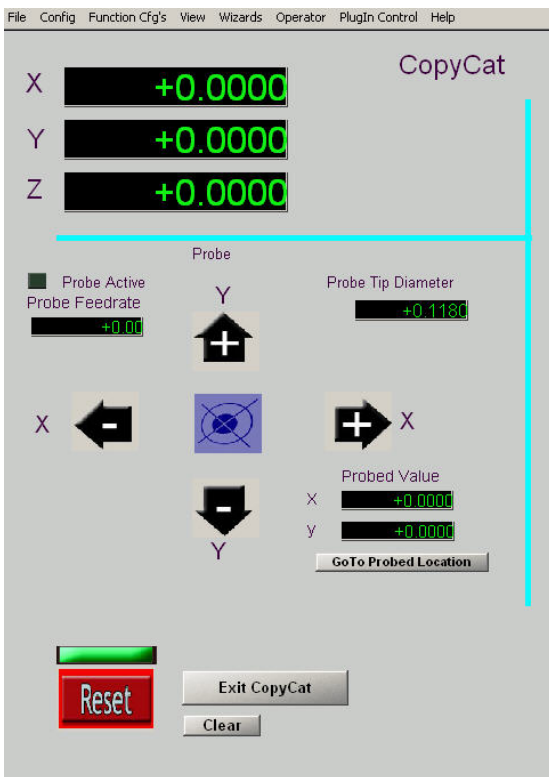 File Config Function Cfg's View Wizards Operator PlugIn Control Help
CopyCat
X +0.0000
Y +0.0000
Z +0.0000
Probe
Probe Active
Probe Feedrate
+0.00
Y
+
Probe Tip Diameter
+0.1180
X - + X
-
Y
Probed Value
X +0.0000
y +0.0000
GoTo Probed Location
Reset
Exit CopyCat
Clear